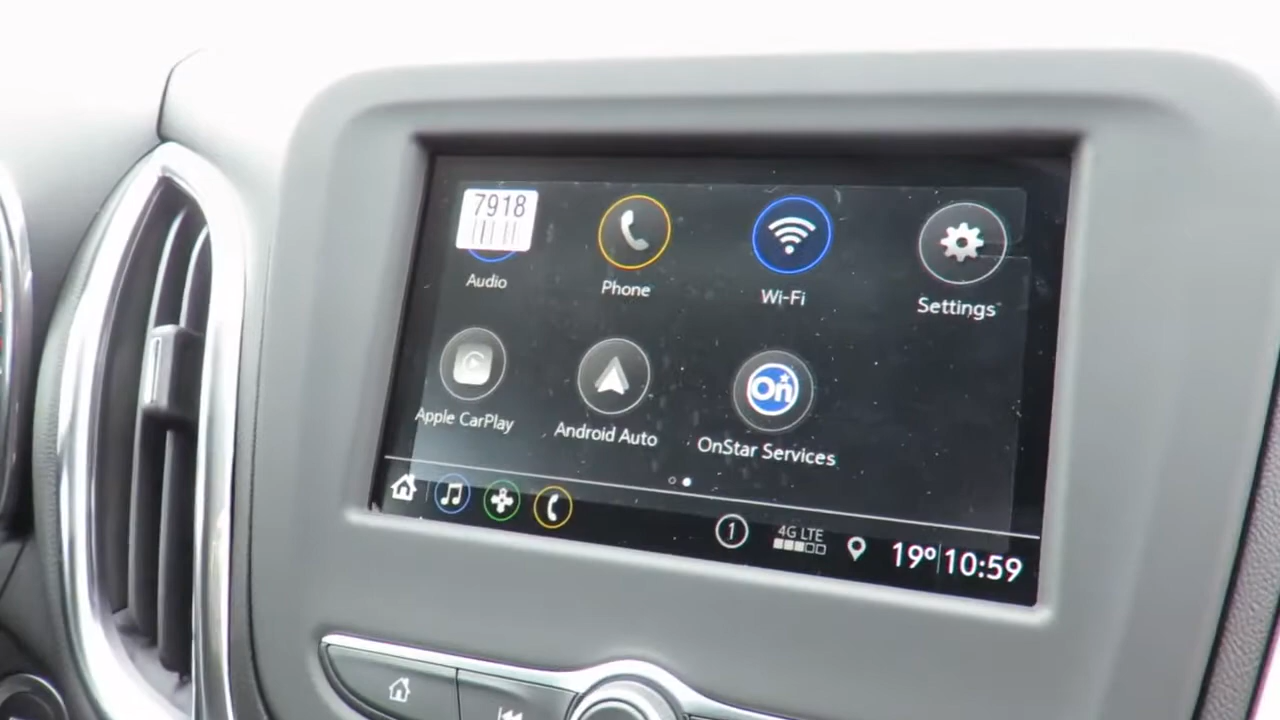 7918
Audio
Phone
Wi-Fi
Settings
Apple CarPlay
Android Auto
On
OnStar Services
1
4G LTE
19° 10:59